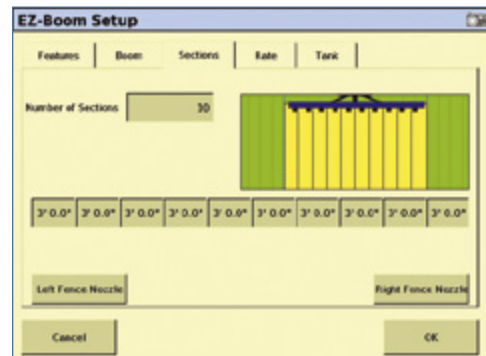 EZ-Boom Setup
Features Boom Sections Rate Tank
Number of Sections 10
3' 0.0" 3' 0.0" 3' 0.0" 3' 0.0" 3' 0.0" 3' 0.0" 3' 0.0" 3' 0.0" 3' 0.0" 3' 0.0"
Left Fence Nozzle Right Fence Nozzle
Cancel OK